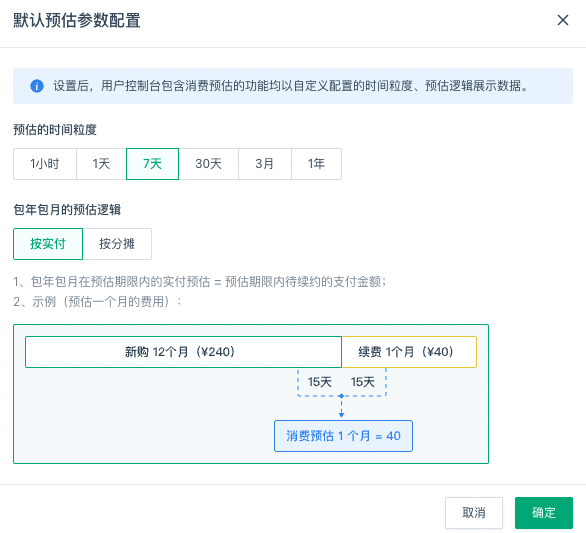 默认预估参数配置
设置后，用户控制台包含消费预估的功能均以自定义配置的时间粒度、预估逻辑展示数据。
预估的时间粒度
1小时 1天 7天 30天 3月 1年
包年包月的预估逻辑
按实付 按分摊
1、包年包月在预估期限内的实付预估 = 预估期限内待续约的支付金额；
2、示例（预估一个月的费用）：
新购 12个月（¥240） 续费 1个月（¥40）
15天 15天
消费预估 1 个月 = 40
取消 确定